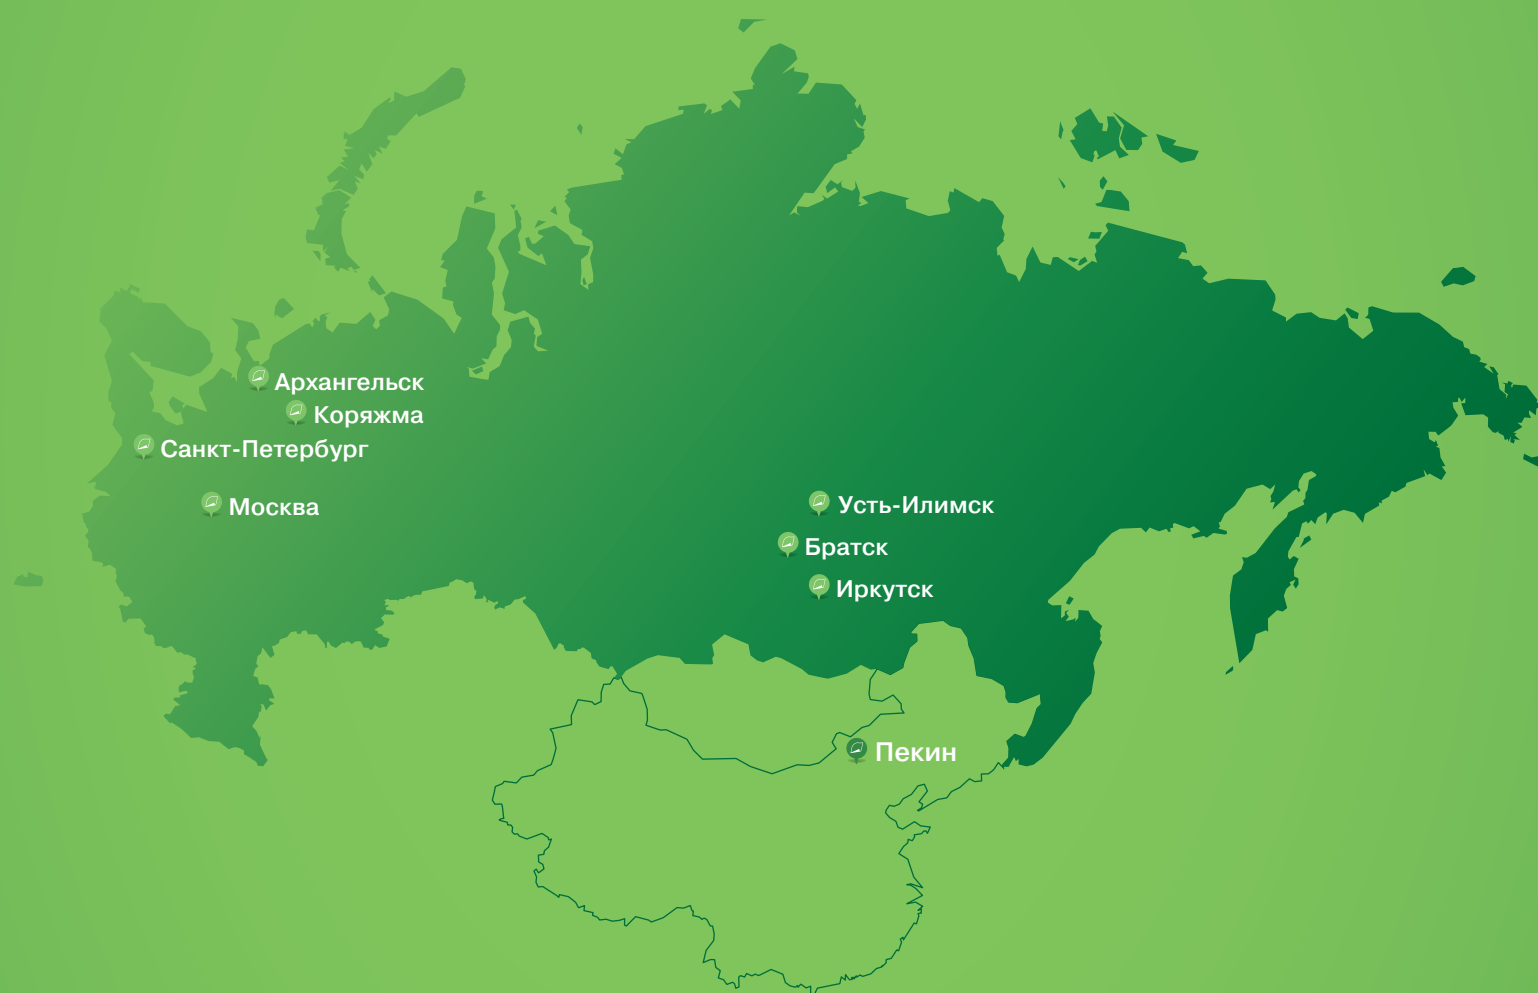 Архангельск
Коряжма
Санкт-Петербург
Москва
Усть-Илимск
Братск
Иркутск
Пекин